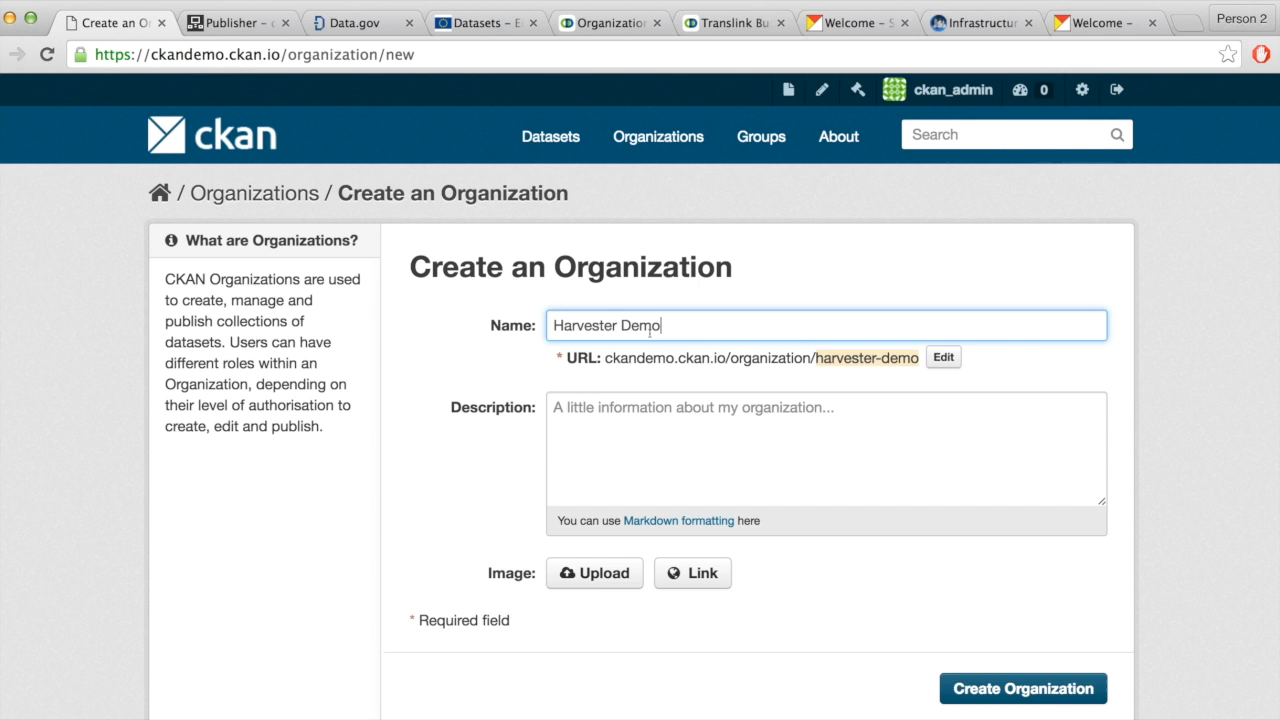 Create an O
Publisher –
Data.gov
Datasets –
Organization
Translink Bu
Welcome –
Infrastructur
Welcome –
Person 2
https://ckandemo.ckan.io/organization/new
ckan_admin
0
ckan
Datasets
Organizations
Groups
About
Search
/ Organizations / Create an Organization
What are Organizations?
CKAN Organizations are used
to create, manage and
publish collections of
datasets. Users can have
different roles within an
Organization, depending on
their level of authorisation to
create, edit and publish.
Create an Organization
Name: Harvester Demo
* URL: ckandemo.ckan.io/organization/harvester-demo Edit
Description: A little information about my organization...
You can use Markdown formatting here
Image: Upload Link
* Required field
Create Organization